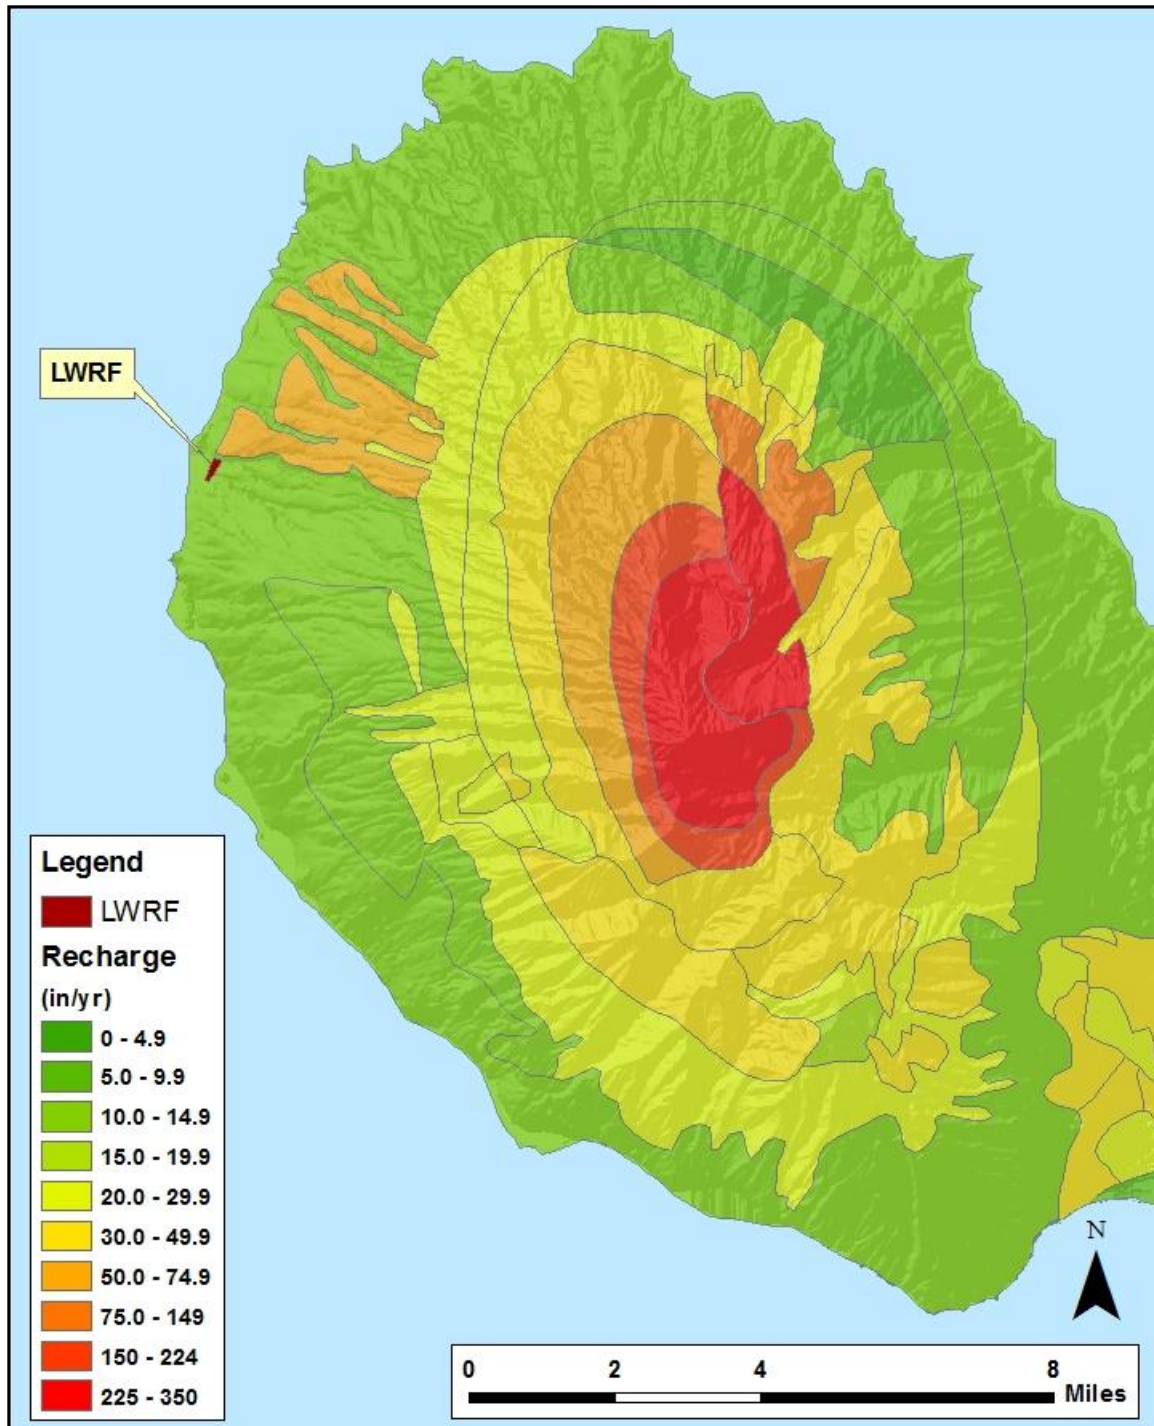 LWRF
Legend
LWRF
Recharge
(in/yr)
0 - 4.9
5.0 - 9.9
10.0 - 14.9
15.0 - 19.9
20.0 - 29.9
30.0 - 49.9
50.0 - 74.9
75.0 - 149
150 - 224
225 - 350
N
0 2 4 8
Miles